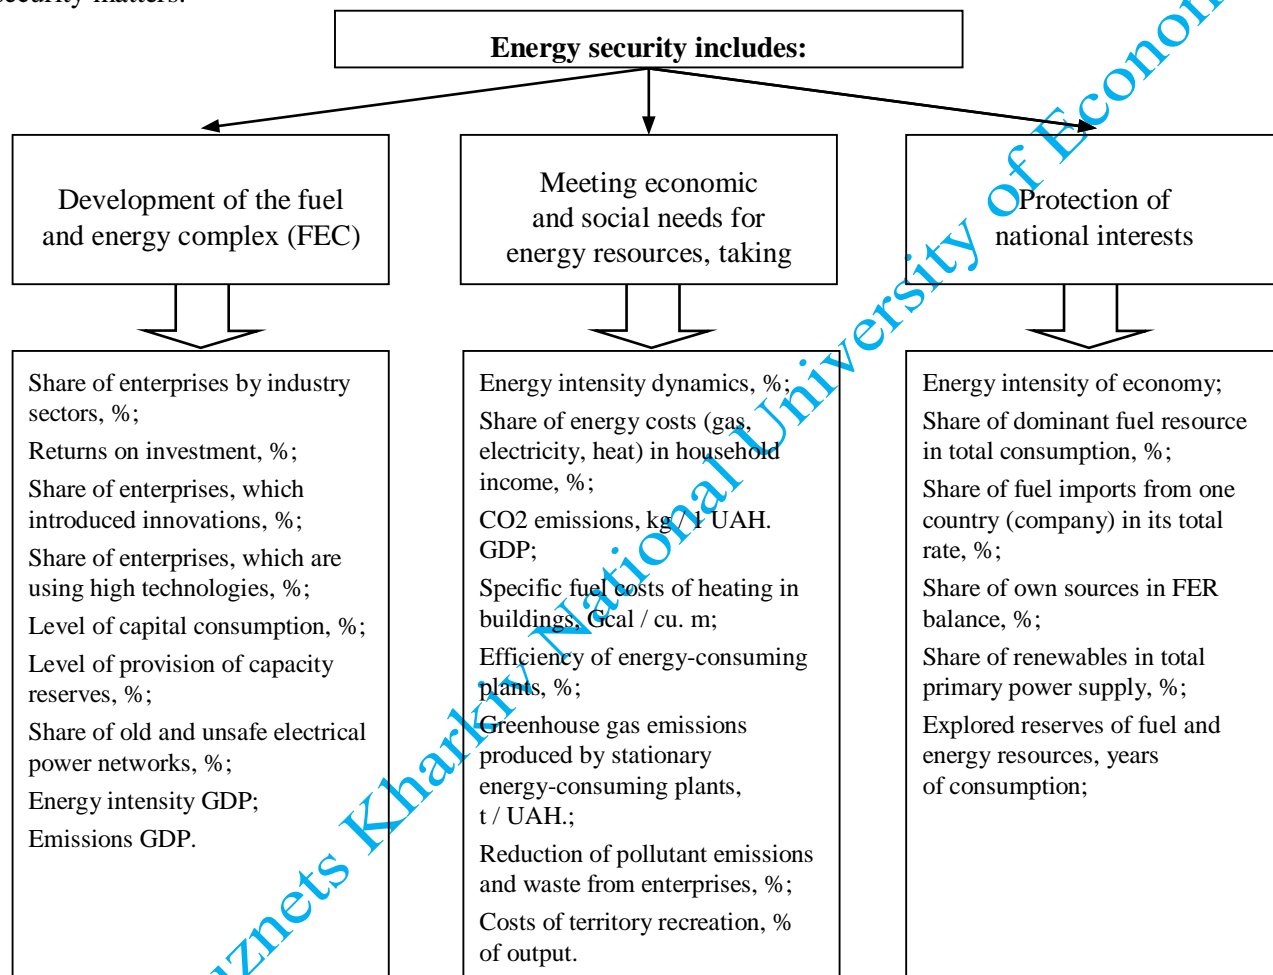 security matters.
Energy security includes:
Development of the fuel
and energy complex (FEC)
Meeting economic
and social needs for
energy resources, taking
Protection of
national interests
Share of enterprises by industry
sectors, %;
Returns on investment, %;
Share of enterprises, which
introduced innovations, %;
Share of enterprises, which are
using high technologies, %;
Level of capital consumption, %;
Level of provision of capacity
reserves, %;
Share of old and unsafe electrical
power networks, %;
Energy intensity GDP;
Emissions GDP.
Energy intensity dynamics, %;
Share of energy costs (gas,
electricity, heat) in household
income, %;
CO2 emissions, kg / 1 UAH.
GDP;
Specific fuel costs of heating in
buildings, Gcal / cu. m;
Efficiency of energy-consuming
plants, %;
Greenhouse gas emissions
produced by stationary
energy-consuming plants,
t / UAH.;
Reduction of pollutant emissions
and waste from enterprises, %;
Costs of territory recreation, %
of output.
Energy intensity of economy;
Share of dominant fuel resource
in total consumption, %;
Share of fuel imports from one
country (company) in its total
rate, %;
Share of own sources in FER
balance, %;
Share of renewables in total
primary power supply, %;
Explored reserves of fuel and
energy resources, years
of consumption;
uznets Kharkiv National University of Econom